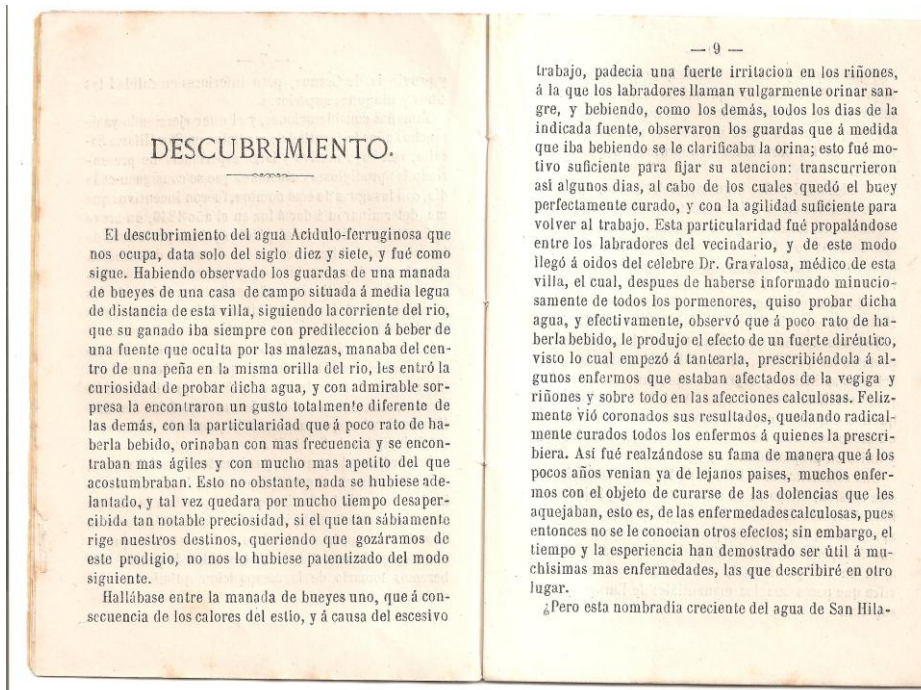 DESCUBRIMIENTO.
El descubrimiento del agua Acídulo-ferruginosa que
nos ocupa, data solo del siglo diez y siete, y fué como
sigue. Habiendo observado los guardas de una manada
de bueyes de una casa de campo situada á media legua
de distancia de esta villa, siguiendo la corriente del rio,
que su ganado iba siempre con predileccion á beber de
una fuente que oculta por las malezas, manaba del cen-
tro de una peña en la misma orilla del rio, les entró la
curiosidad de probar dicha agua, y con admirable sor-
presa la encontraron un gusto totalmente diferente de
las demás, con la particularidad que á poco rato de ha-
berla bebido, orinaban con mas frecuencia y se encon-
traban mas ágiles y con mucho mas apetito del que
acostumbraban. Esto no obstante, nada se hubiese ade-
lantado, y tal vez quedara por mucho tiempo desaper-
cibida tan notable preciosidad, si el que tan sábiamente
rige nuestros destinos, queriendo que gozáramos de
este prodigio, no nos lo hubiese patentizado del modo
siguiente.
Hallábase entre la manada de bueyes uno, que á con-
secuencia de los calores del estío, y á causa del escesivo
— 9 —
trabajo, padecia una fuerte irritacion en los riñones,
á la que los labradores llaman vulgarmente orinar san-
gre, y bebiendo, como los demás, todos los dias de la
indicada fuente, observaron los guardas que á medida
que iba bebiendo se le clarificaba la orina; esto fué mo-
tivo suficiente para fijar su atencion: transcurrieron
así algunos dias, al cabo de los cuales quedó el buey
perfectamente curado, y con la agilidad suficiente para
volver al trabajo. Esta particularidad fué propalándose
entre los labradores del vecindario, y de este modo
llegó á oidos del célebre Dr. Gravalosa, médico de esta
villa, el cual, despues de haberse informado minucio-
samente de todos los pormenores, quiso probar dicha
agua, y efectivamente, observó que á poco rato de ha-
berla bebido, le produjo el efecto de un fuerte diréutico,
visto lo cual empezó á tantearla, prescribiéndola á al-
gunos enfermos que estaban afectados de la vegiga y
riñones y sobre todo en las afecciones calculosas. Feliz-
mente vió coronados sus resultados, quedando radical-
mente curados todos los enfermos á quienes la prescri-
biera. Así fué realzándose su fama de manera que á los
pocos años venian ya de lejanos paises, muchos enfer-
mos con el objeto de curarse de las dolencias que les
aquejaban, esto es, de las enfermedades calculosas, pues
entonces no se le conocian otros efectos; sin embargo, el
tiempo y la esperiencia han demostrado ser útil á mu-
chísimas mas enfermedades, las que describiré en otro
lugar.
¿Pero esta nombradia creciente del agua de San Hila-